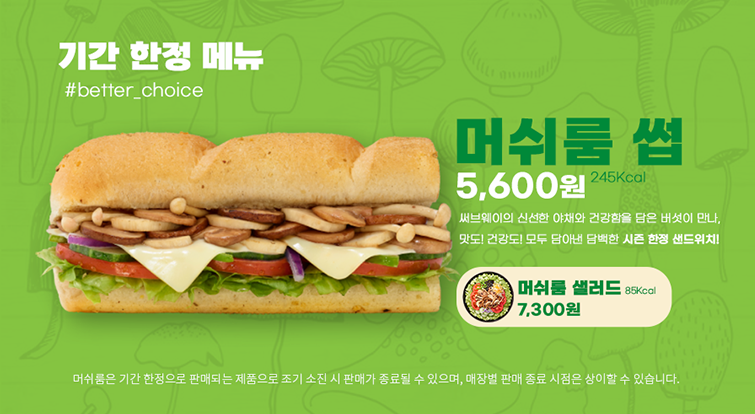 기간 한정 메뉴
#better_choice
머쉬룸 썹
5,600원 245Kcal
써브웨이의 신선한 야채와 건강함을 담은 버섯이 만나,
맛도! 건강도! 모두 담아낸 담백한 시즌 한정 샌드위치!
머쉬룸 샐러드 85Kcal
7,300원
머쉬룸은 기간 한정으로 판매되는 제품으로 조기 소진 시 판매가 종료될 수 있으며, 매장별 판매 종료 시점은 상이할 수 있습니다.